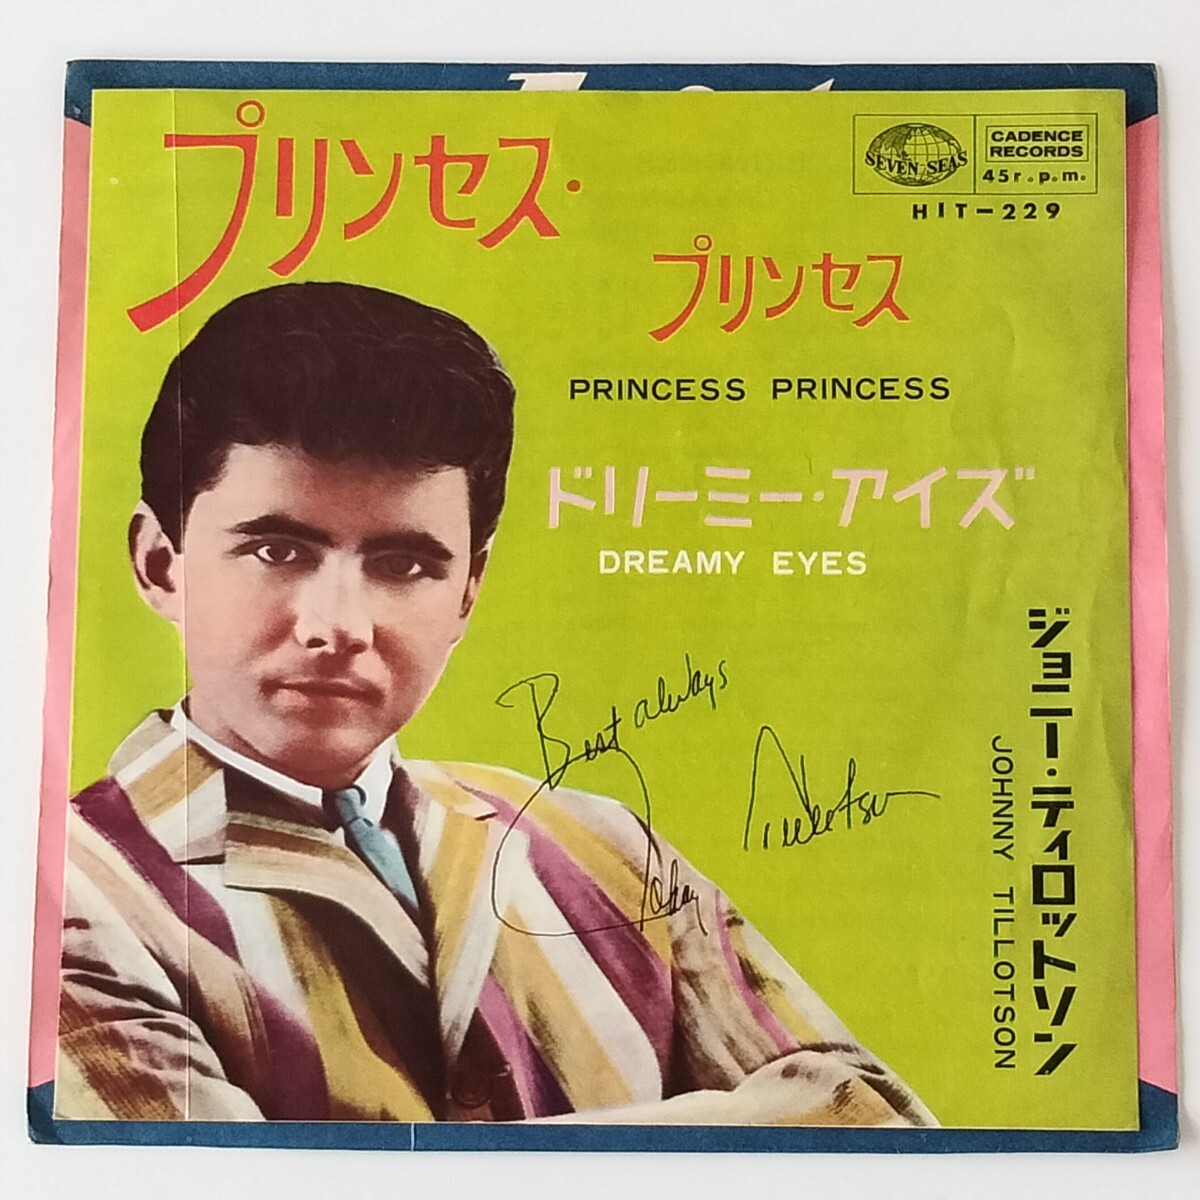 プリンセス・
プリンセス
PRINCESS PRINCESS
ドリーミー・アイズ
DREAMY EYES
SEVEN SEAS
CADENCE
RECORDS
45r.p.m.
HIT-229
ジョニー・ティロットソン
JOHNNY TILLOTSON
Best always
Johnny Tillotson